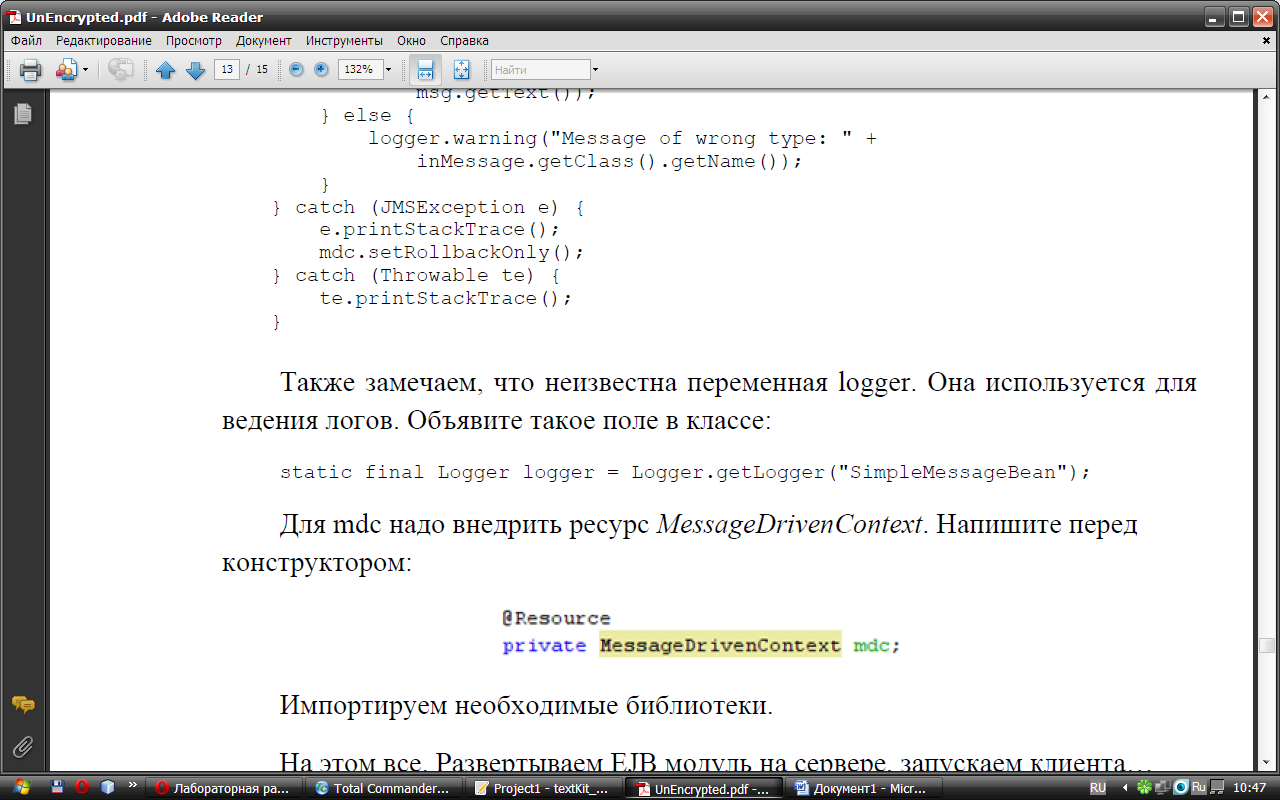 UnEncrypted.pdf - Adobe Reader
Файл Редактирование Просмотр Документ Инструменты Окно Справка
13 / 15 132% Найти
msg.getText());
} else {
logger.warning("Message of wrong type: " +
inMessage.getClass().getName());
}
} catch (JMSException e) {
e.printStackTrace();
mdc.setRollbackOnly();
} catch (Throwable te) {
te.printStackTrace();
}
Также замечаем, что неизвестна переменная logger. Она используется для
ведения логов. Объявите такое поле в классе:
static final Logger logger = Logger.getLogger("SimpleMessageBean");
Для mdc надо внедрить ресурс MessageDrivenContext. Напишите перед
конструктором:
@Resource
private MessageDrivenContext mdc;
Импортируем необходимые библиотеки.
На этом все. Развертываем EJB модуль на сервере, запускаем клиента…
» Лабораторная ра... Total Commander... Project1 - textKit_... UnEncrypted.pdf -... Документ1 - Micr... RU Ru 10:47